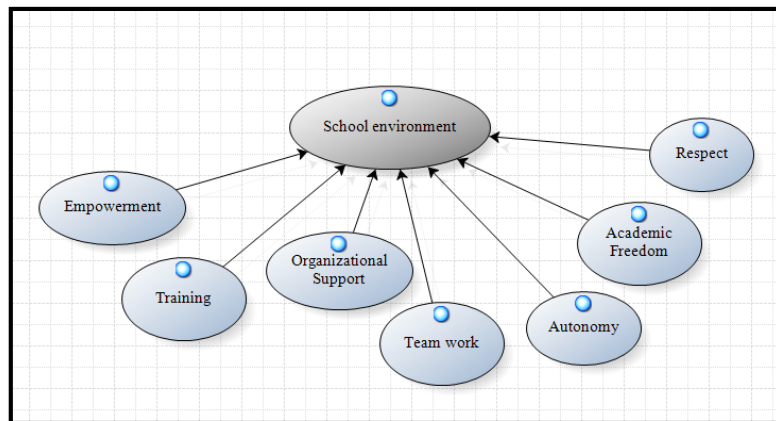 School environment
Respect
Empowerment
Academic
Freedom
Organizational
Support
Training
Autonomy
Team work